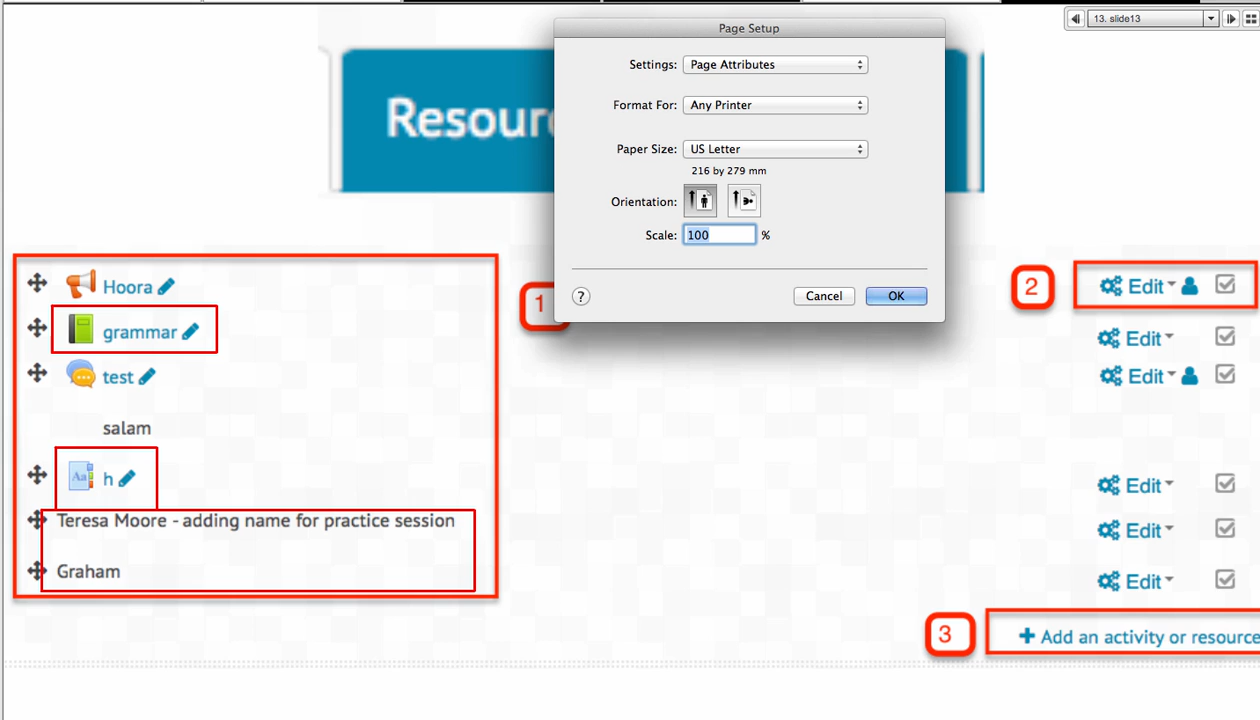 13. slide13
Page Setup
Settings: Page Attributes
Format For: Any Printer
Paper Size: US Letter
216 by 279 mm
Orientation:
Scale: 100 %
?
Cancel
OK
Resour
1
2
Hoora
Edit
grammar
Edit
test
Edit
salam
Aa
h
Edit
Teresa Moore - adding name for practice session
Edit
Graham
Edit
3
+ Add an activity or resource